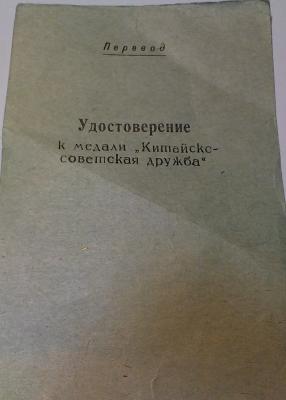 Перевод
Удостоверение
к медали „Китайско-
советская дружба“